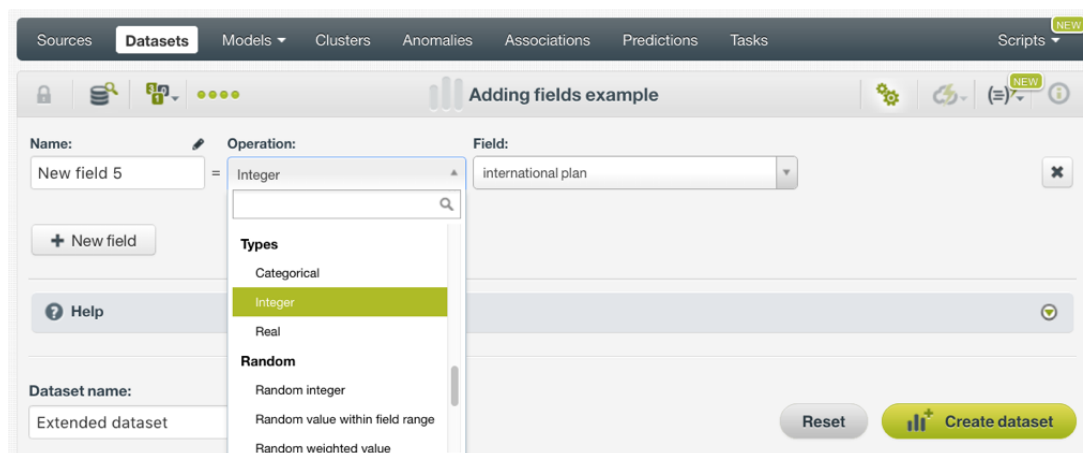 NEW
Sources Datasets Models Clusters Anomalies Associations Predictions Tasks Scripts
Adding fields example
NEW
Name: Operation: Field:
New field 5 = Integer international plan
+ New field
Types
Categorical
Integer
Help
Real
Random
Dataset name:
Random integer
Extended dataset
Random value within field range
Reset Create dataset
Random weighted value